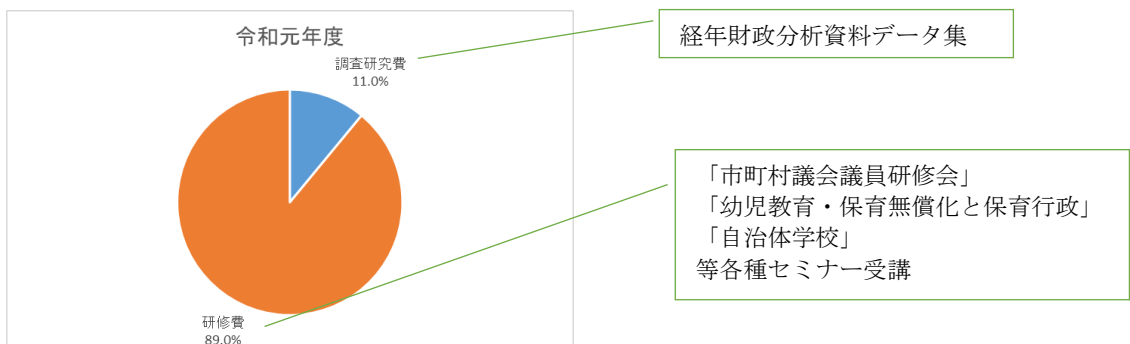 令和元年度
調査研究費
11.0%
経年財政分析資料データ集
「市町村議会議員研修会」
「幼児教育・保育無償化と保育行政」
「自治体学校」
等各種セミナー受講
研修費
89.0%